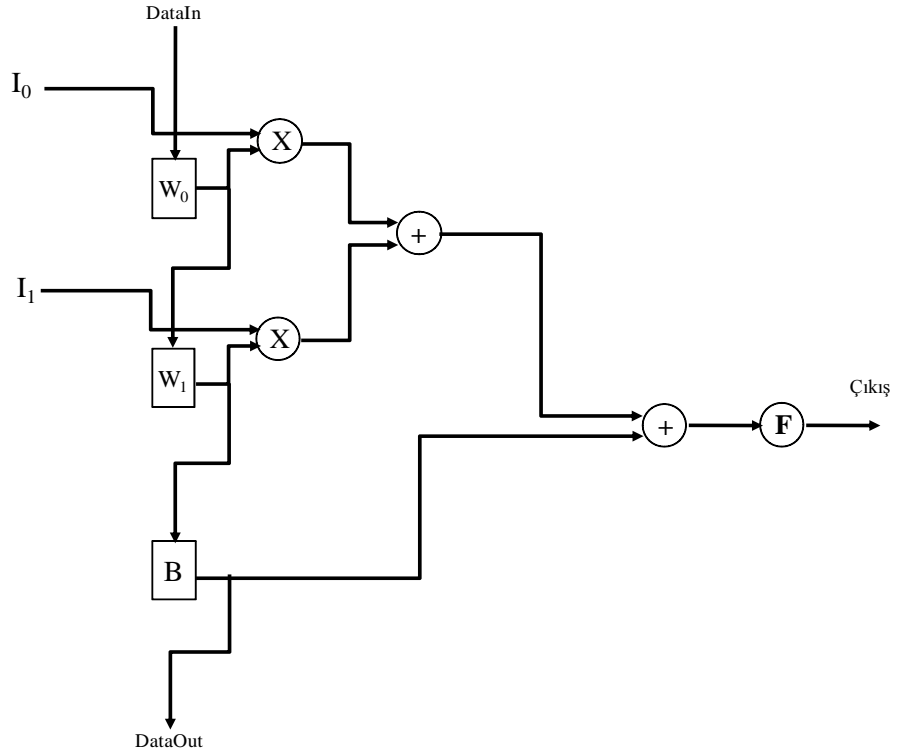 DataIn
I0
X
W0
+
I1
X
W1
Çıkış
+
F
B
DataOut